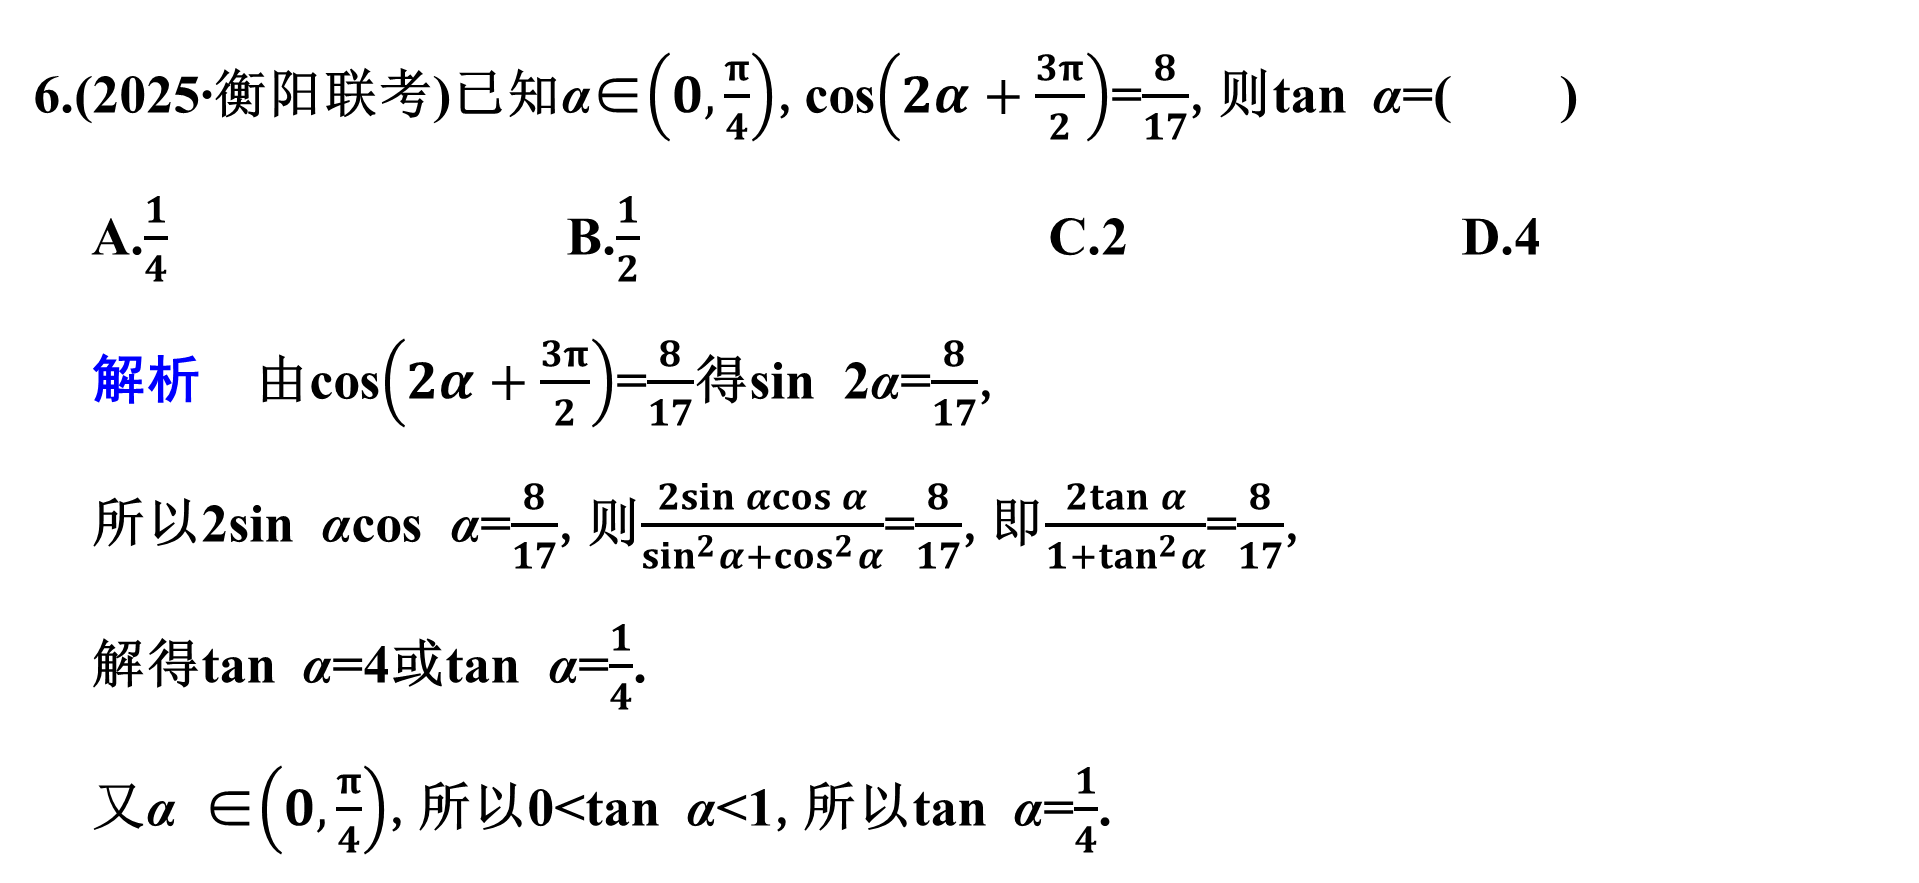 6.(2025·衡阳联考)已知α∈(0,π/4), cos(2α+3π/2)=8/17, 则tan α=(  )
A.1/4 B.1/2 C.2 D.4
解析 由cos(2α+3π/2)=8/17得sin 2α=8/17,
所以2sin αcos α=8/17, 则2sin αcos α/(sin²α+cos²α)=8/17, 即2tan α/(1+tan²α)=8/17,
解得tan α=4或tan α=1/4.
又α ∈(0,π/4), 所以0<tan α<1, 所以tan α=1/4.